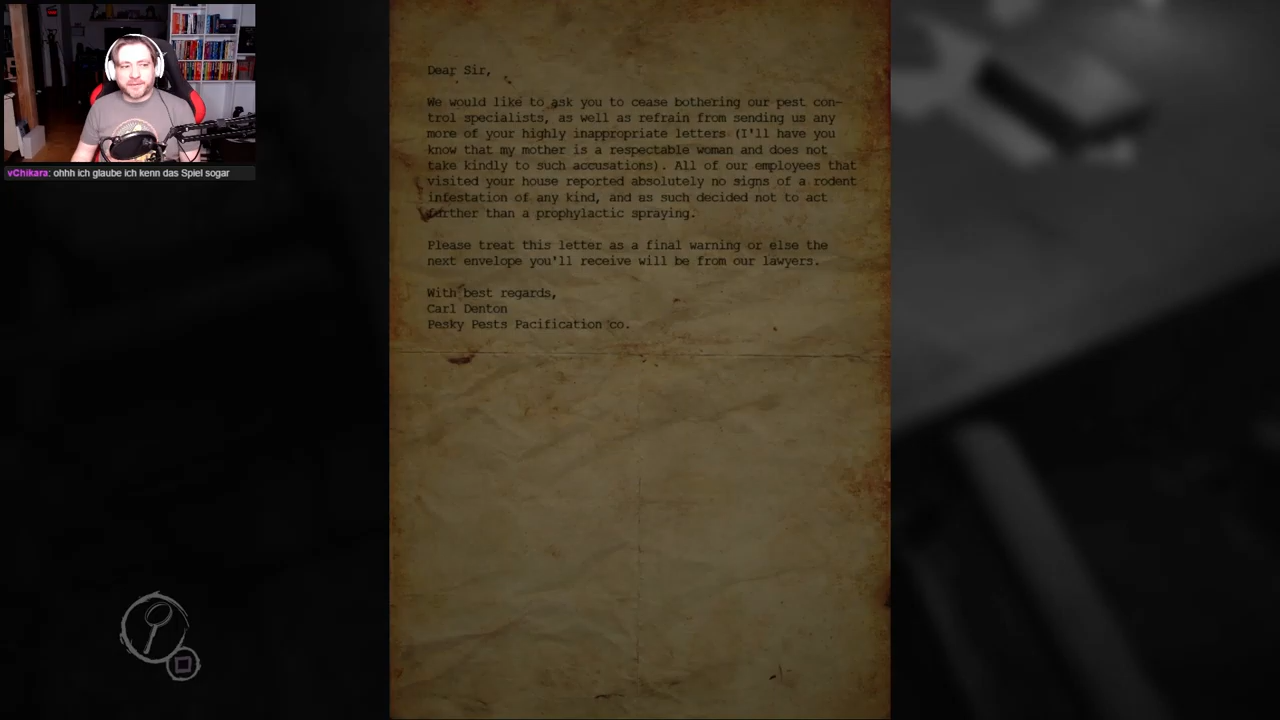 vChikara: ohhh ich glaube ich kenn das Spiel sogar
Dear Sir,
We would like to ask you to cease bothering our pest con-
trol specialists, as well as refrain from sending us any
more of your highly inappropriate letters (I'll have you
know that my mother is a respectable woman and does not
take kindly to such accusations). All of our employees that
visited your house reported absolutely no signs of a rodent
infestation of any kind, and as such decided not to act
further than a prophylactic spraying.
Please treat this letter as a final warning or else the
next envelope you'll receive will be from our lawyers.
With best regards,
Carl Denton
Pesky Pests Pacification co.